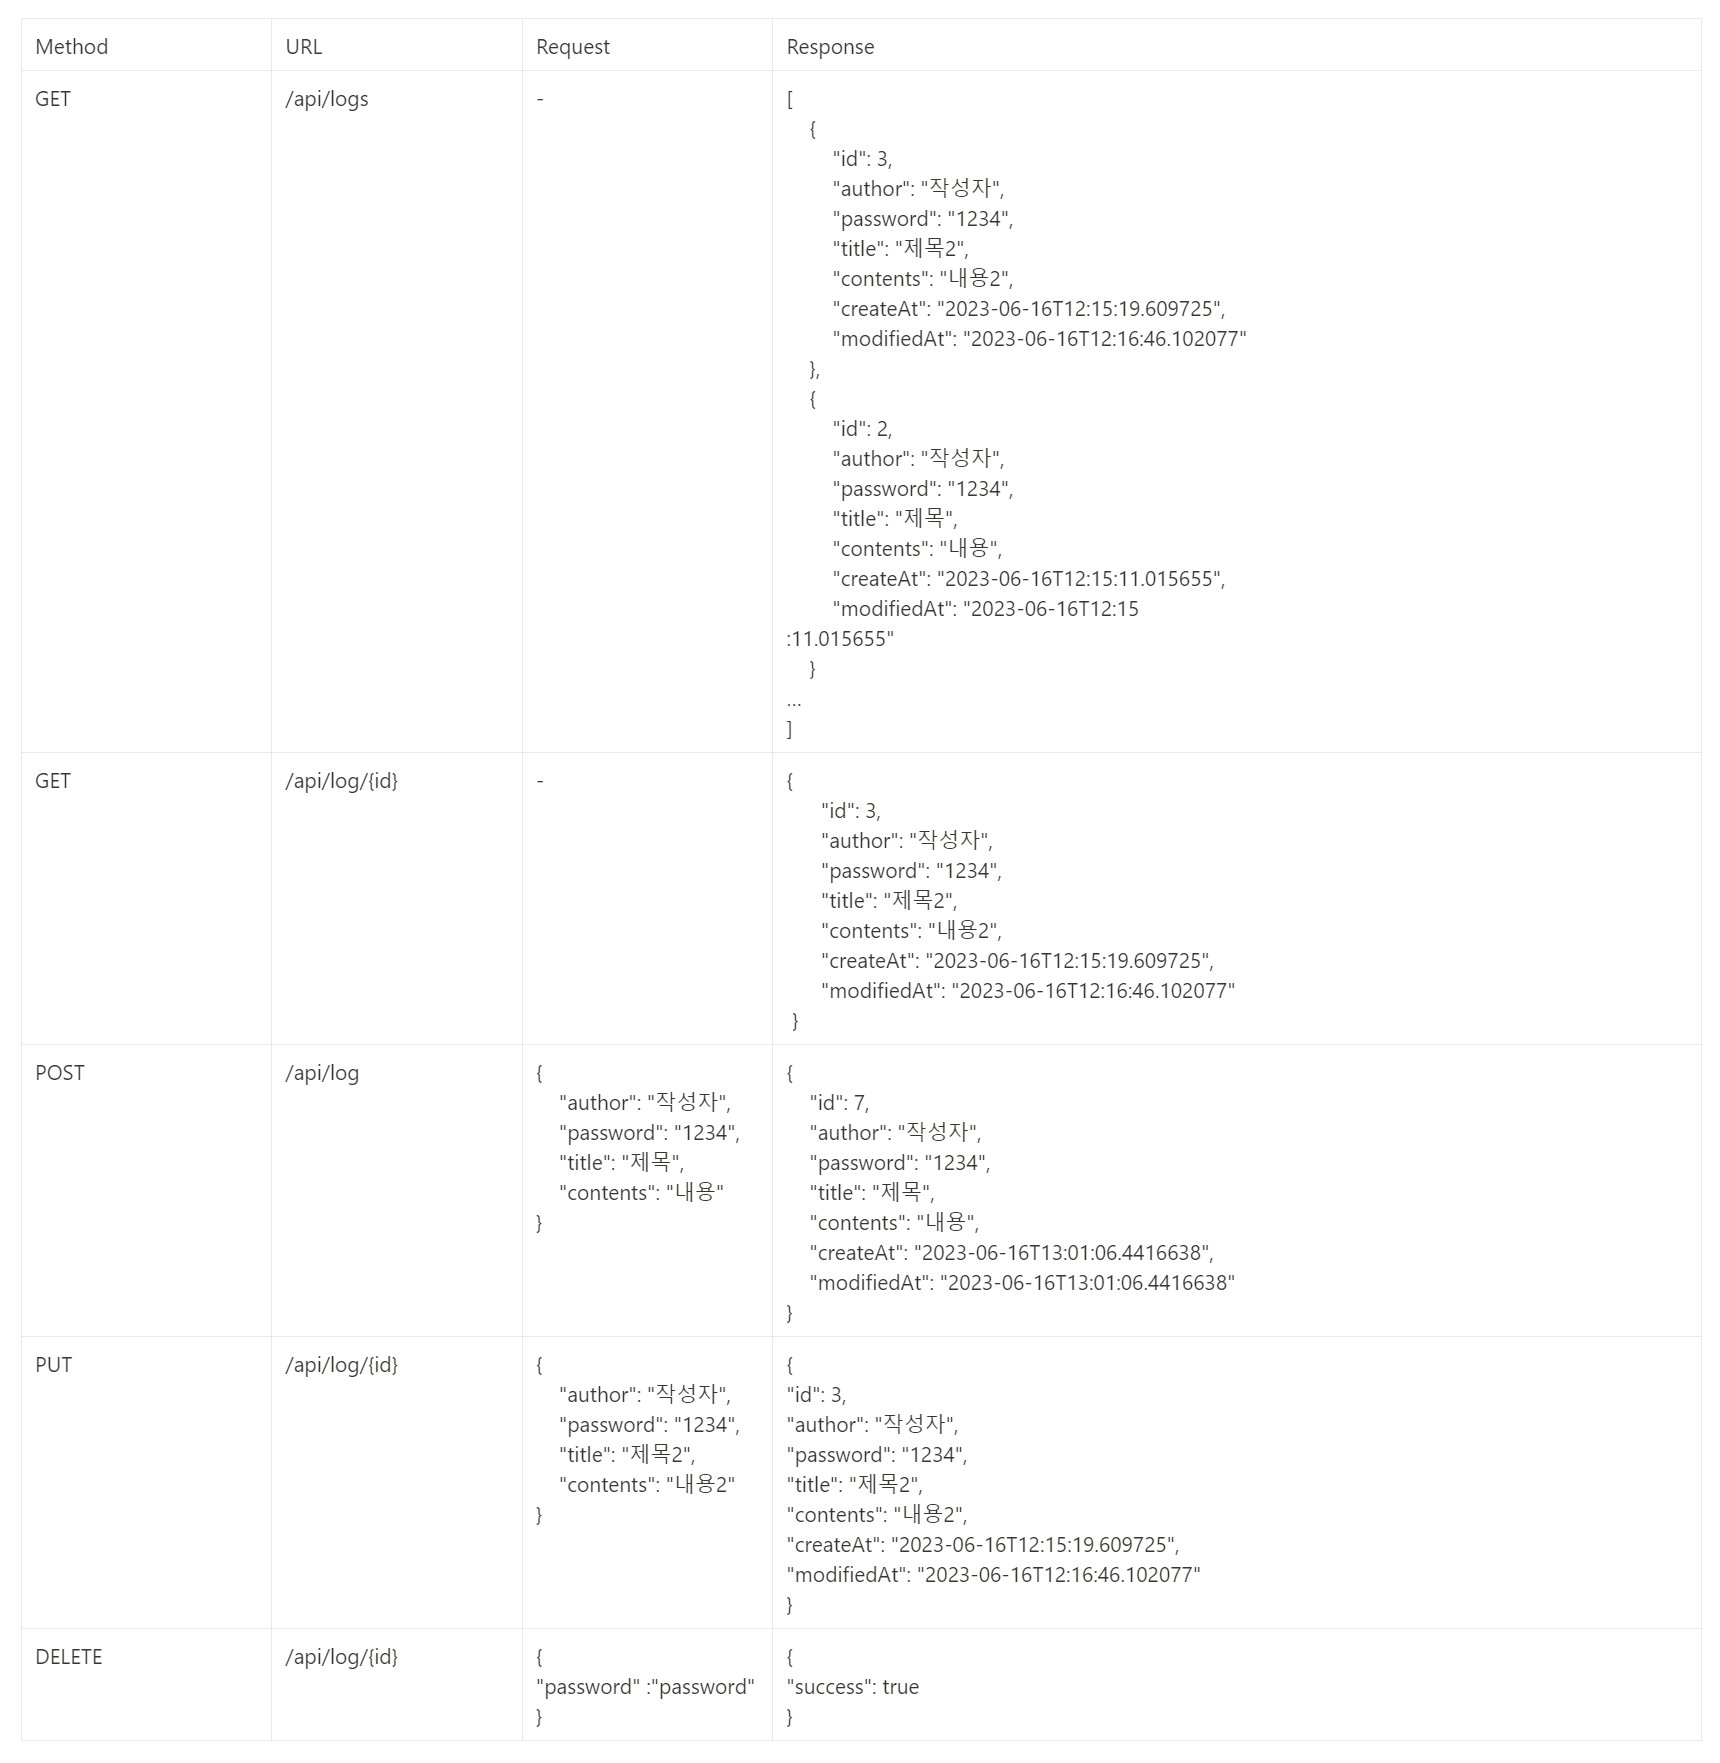 Method URL Request Response
GET /api/logs - [
{
"id": 3,
"author": "작성자",
"password": "1234",
"title": "제목2",
"contents": "내용2",
"createAt": "2023-06-16T12:15:19.609725",
"modifiedAt": "2023-06-16T12:16:46.102077"
},
{
"id": 2,
"author": "작성자",
"password": "1234",
"title": "제목",
"contents": "내용",
"createAt": "2023-06-16T12:15:11.015655",
"modifiedAt": "2023-06-16T12:15
:11.015655"
}
...
]
GET /api/log/{id} - {
"id": 3,
"author": "작성자",
"password": "1234",
"title": "제목2",
"contents": "내용2",
"createAt": "2023-06-16T12:15:19.609725",
"modifiedAt": "2023-06-16T12:16:46.102077"
}
POST /api/log
{
"author": "작성자",
"password": "1234",
"title": "제목",
"contents": "내용"
}
{
"id": 7,
"author": "작성자",
"password": "1234",
"title": "제목",
"contents": "내용",
"createAt": "2023-06-16T13:01:06.4416638",
"modifiedAt": "2023-06-16T13:01:06.4416638"
}
PUT /api/log/{id}
{
"author": "작성자",
"password": "1234",
"title": "제목2",
"contents": "내용2"
}
{
"id": 3,
"author": "작성자",
"password": "1234",
"title": "제목2",
"contents": "내용2",
"createAt": "2023-06-16T12:15:19.609725",
"modifiedAt": "2023-06-16T12:16:46.102077"
}
DELETE /api/log/{id}
{
"password" :"password"
}
{
"success": true
}